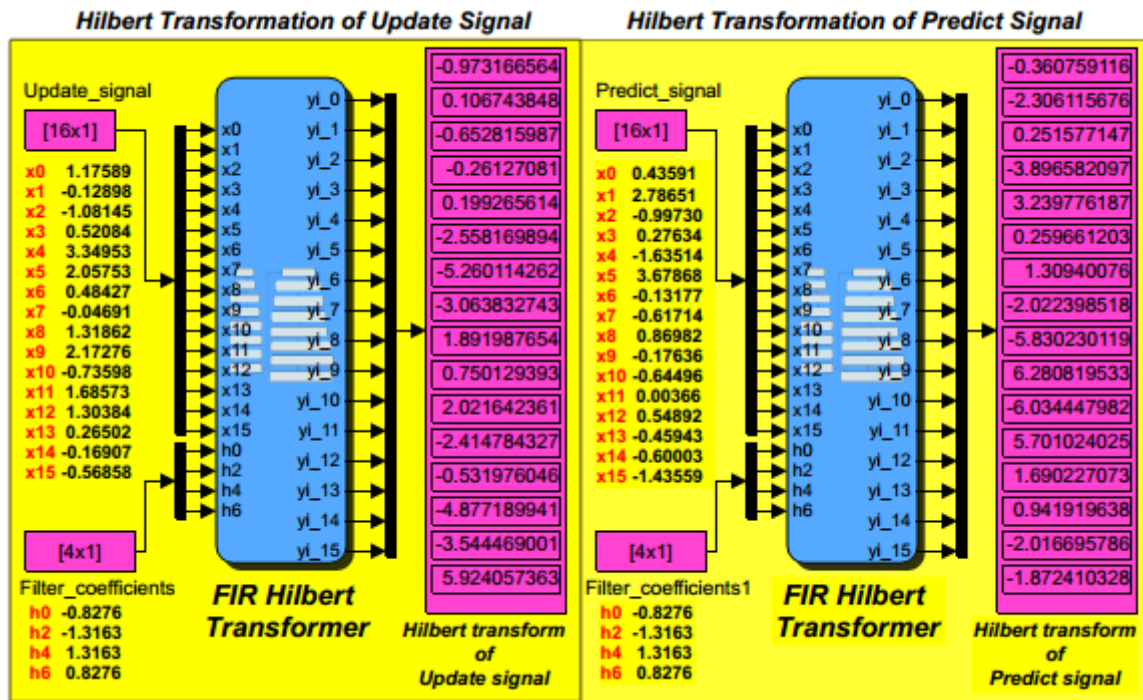 Hilbert Transformation of Update Signal
Update_signal
[16x1]
x0 1.17589
x1 -0.12898
x2 -1.08145
x3 0.52084
x4 3.34953
x5 2.05753
x6 0.48427
x7 -0.04691
x8 1.31862
x9 2.17276
x10 -0.73598
x11 1.68573
x12 1.30384
x13 0.26502
x14 -0.16907
x15 -0.56858
[4x1]
Filter_coefficients
h0 -0.8276
h2 -1.3163
h4 1.3163
h6 0.8276
x0
x1
x2
x3
x4
x5
x6
x7
x8
x9
x10
x11
x12
x13
x14
x15
h0
h2
h4
h6
yi_0
yi_1
yi_2
yi_3
yi_4
yi_5
yi_6
yi_7
yi_8
yi_9
yi_10
yi_11
yi_12
yi_13
yi_14
yi_15
FIR Hilbert
Transformer
-0.973166564
0.106743848
-0.652815987
-0.26127081
0.199265614
-2.558169894
-5.260114262
-3.063832743
1.891987654
0.750129393
2.021642361
-2.414784327
-0.531976046
-4.877189941
-3.544469001
5.924057363
Hilbert transform
of
Update signal
Hilbert Transformation of Predict Signal
Predict_signal
[16x1]
x0 0.43591
x1 2.78651
x2 -0.99730
x3 0.27634
x4 -1.63514
x5 3.67868
x6 -0.13177
x7 -0.61714
x8 0.86982
x9 -0.17636
x10 -0.64496
x11 0.00366
x12 0.54892
x13 -0.45943
x14 -0.60003
x15 -1.43559
[4x1]
Filter_coefficients1
h0 -0.8276
h2 -1.3163
h4 1.3163
h6 0.8276
x0
x1
x2
x3
x4
x5
x6
x7
x8
x9
x10
x11
x12
x13
x14
x15
h0
h2
h4
h6
yi_0
yi_1
yi_2
yi_3
yi_4
yi_5
yi_6
yi_7
yi_8
yi_9
yi_10
yi_11
yi_12
yi_13
yi_14
yi_15
FIR Hilbert
Transformer
-0.360759116
-2.306115676
0.251577147
-3.896582097
3.239776187
0.259661203
1.30940076
-2.022398518
-5.830230119
6.280819533
-6.034447982
5.701024025
1.690227073
0.941919638
-2.016695786
-1.872410328
Hilbert transform
of
Predict signal